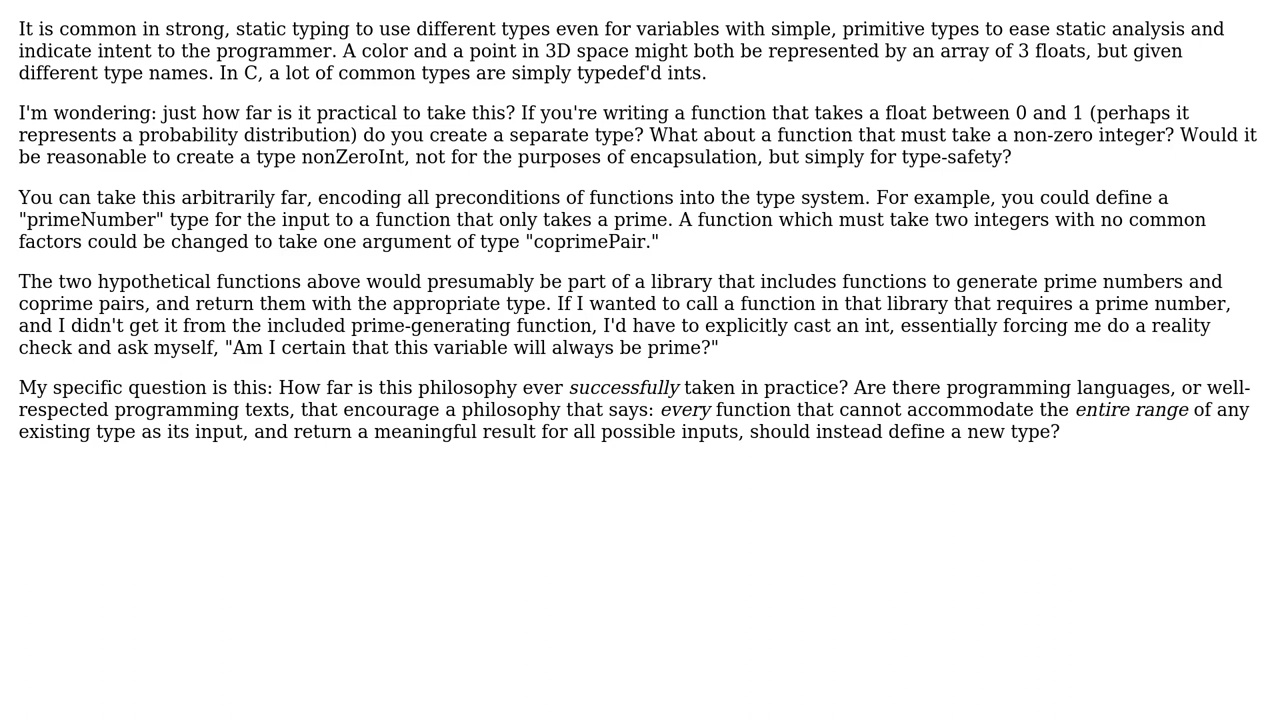 It is common in strong, static typing to use different types even for variables with simple, primitive types to ease static analysis and
indicate intent to the programmer. A color and a point in 3D space might both be represented by an array of 3 floats, but given
different type names. In C, a lot of common types are simply typedef'd ints.
I'm wondering: just how far is it practical to take this? If you're writing a function that takes a float between 0 and 1 (perhaps it
represents a probability distribution) do you create a separate type? What about a function that must take a non-zero integer? Would it
be reasonable to create a type nonZeroInt, not for the purposes of encapsulation, but simply for type-safety?
You can take this arbitrarily far, encoding all preconditions of functions into the type system. For example, you could define a
"primeNumber" type for the input to a function that only takes a prime. A function which must take two integers with no common
factors could be changed to take one argument of type "coprimePair."
The two hypothetical functions above would presumably be part of a library that includes functions to generate prime numbers and
coprime pairs, and return them with the appropriate type. If I wanted to call a function in that library that requires a prime number,
and I didn't get it from the included prime-generating function, I'd have to explicitly cast an int, essentially forcing me do a reality
check and ask myself, "Am I certain that this variable will always be prime?"
My specific question is this: How far is this philosophy ever successfully taken in practice? Are there programming languages, or well-
respected programming texts, that encourage a philosophy that says: every function that cannot accommodate the entire range of any
existing type as its input, and return a meaningful result for all possible inputs, should instead define a new type?